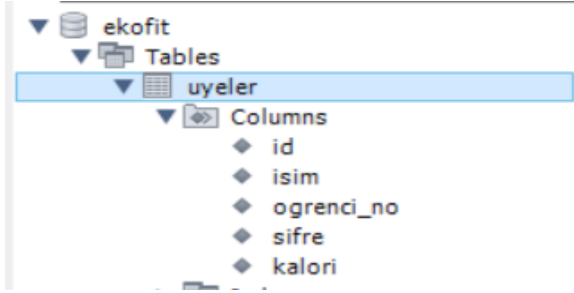 ekofit
Tables
uyeler
Columns
id
isim
ogrenci_no
sifre
kalori